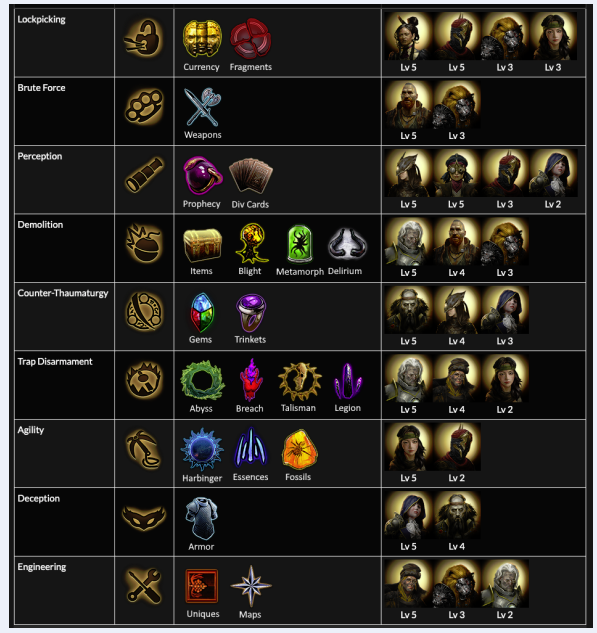 Lockpicking
Currency Fragments
Lv 5 Lv 5 Lv 3 Lv 3
Brute Force
Weapons
Lv 5 Lv 3
Perception
Prophecy Div Cards
Lv 5 Lv 5 Lv 3 Lv 2
Demolition
Items Blight Metamorph Delirium
Lv 5 Lv 4 Lv 3
Counter-Thaumaturgy
Gems Trinkets
Lv 5 Lv 4 Lv 3
Trap Disarmament
Abyss Breach Talisman Legion
Lv 5 Lv 4 Lv 2
Agility
Harbinger Essences Fossils
Lv 5 Lv 2
Deception
Armor
Lv 5 Lv 4
Engineering
Uniques Maps
Lv 5 Lv 3 Lv 2